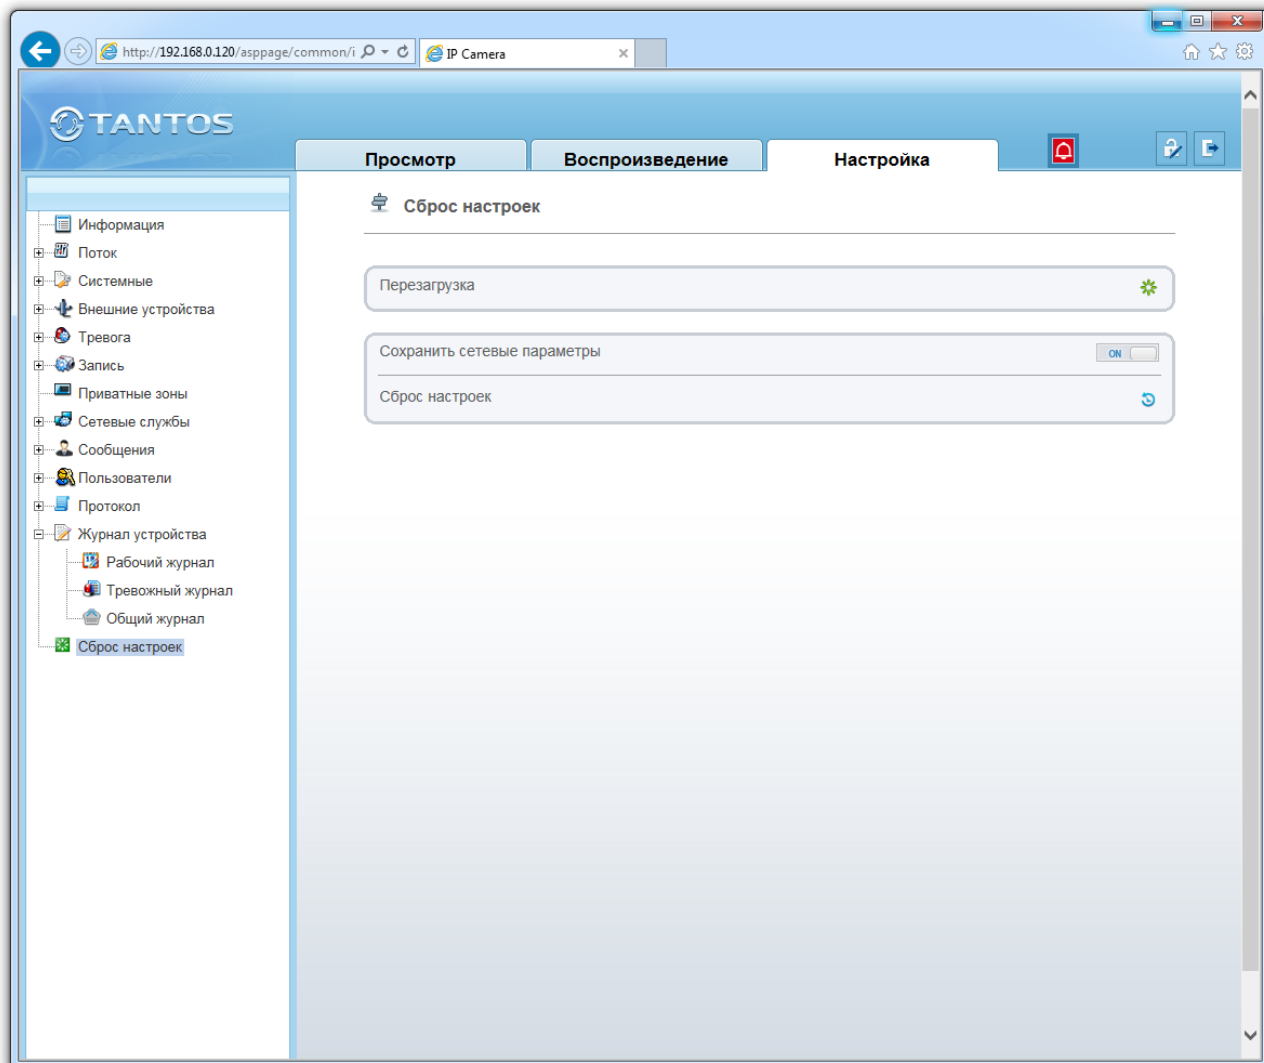 http://192.168.0.120/asppage/common/i
IP Camera
TANTOS
Просмотр
Воспроизведение
Настройка
Сброс настроек
Информация
Поток
Системные
Внешние устройства
Тревога
Запись
Приватные зоны
Сетевые службы
Сообщения
Пользователи
Протокол
Журнал устройства
Рабочий журнал
Тревожный журнал
Общий журнал
Сброс настроек
Перезагрузка
Сохранить сетевые параметры
ON
Сброс настроек